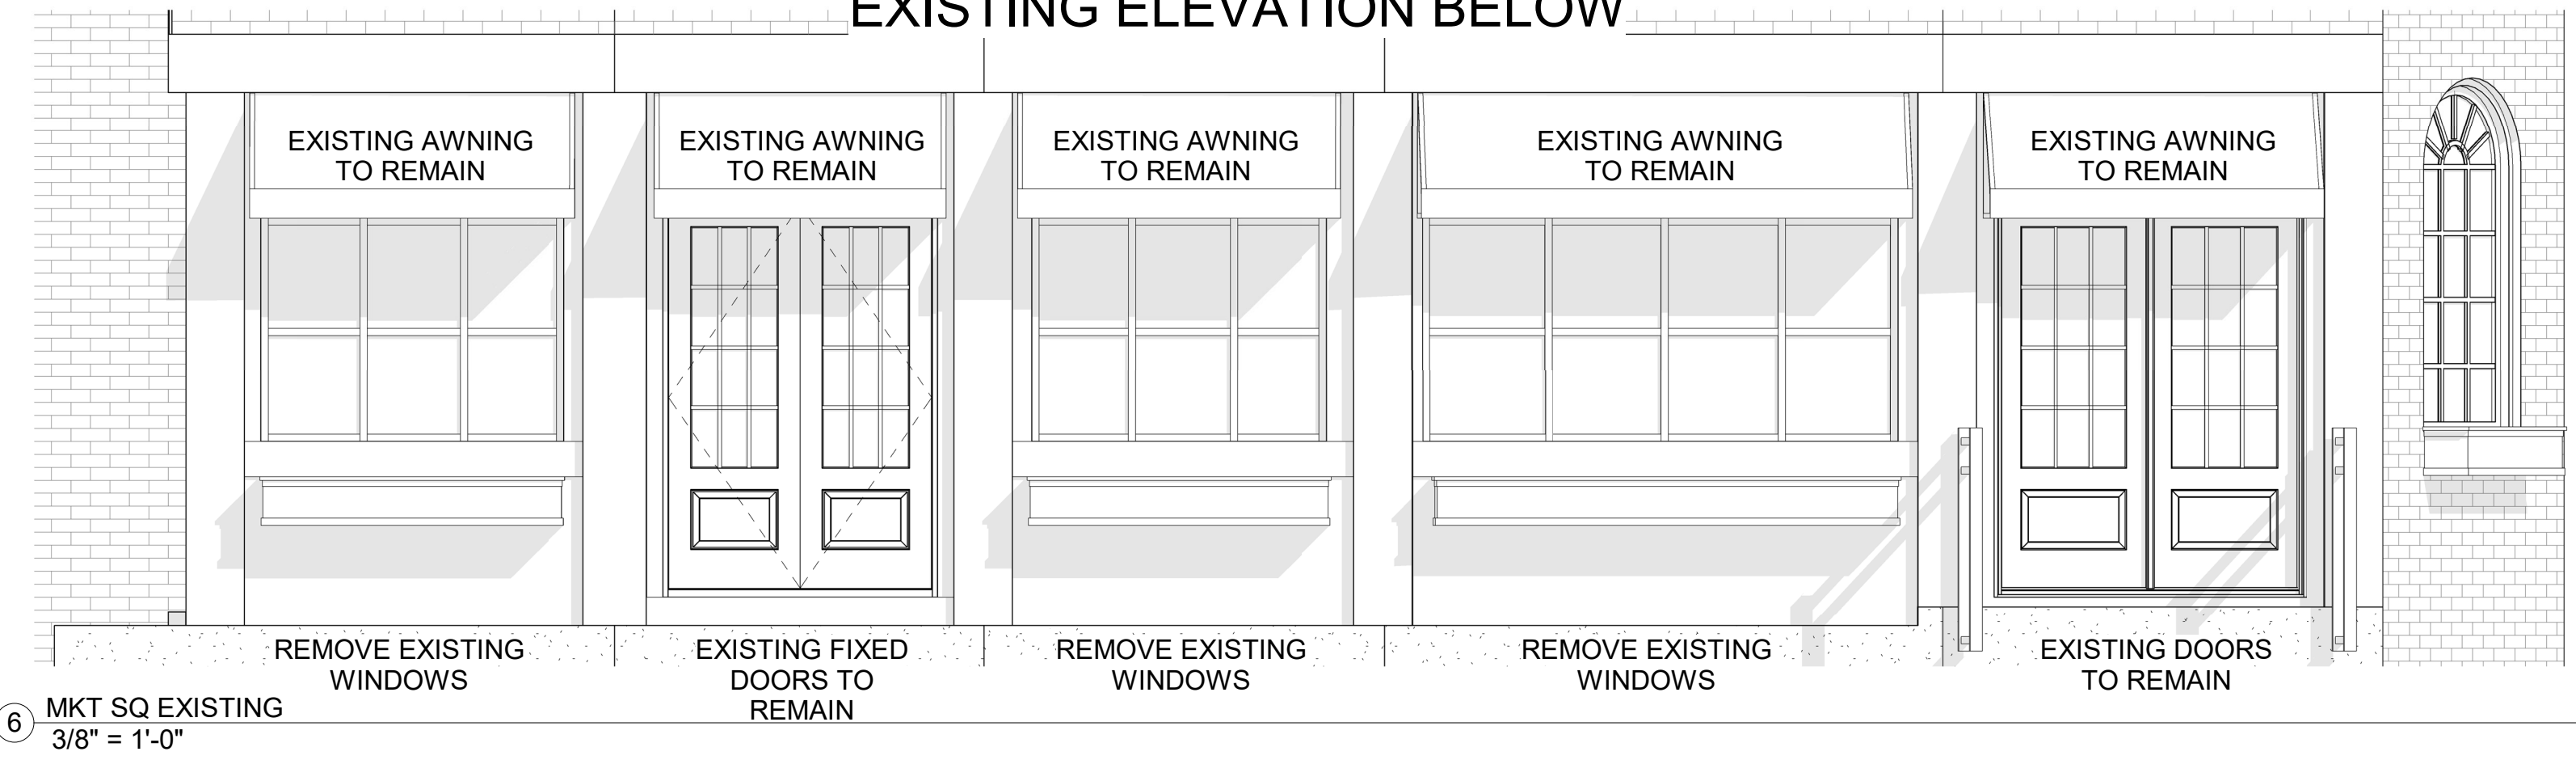 EXISTING ELEVATION BELOW
EXISTING AWNING
TO REMAIN
EXISTING AWNING
TO REMAIN
EXISTING AWNING
TO REMAIN
EXISTING AWNING
TO REMAIN
EXISTING AWNING
TO REMAIN
REMOVE EXISTING
WINDOWS
EXISTING FIXED
DOORS TO
REMAIN
REMOVE EXISTING
WINDOWS
REMOVE EXISTING
WINDOWS
EXISTING DOORS
TO REMAIN
6
MKT SQ EXISTING
3/8" = 1'-0"